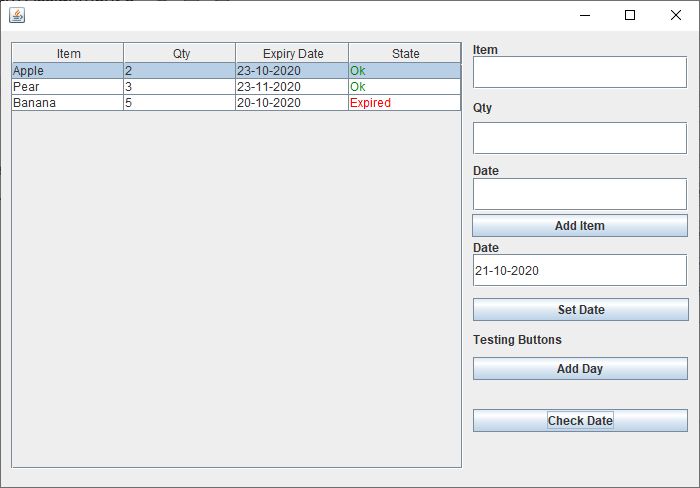 Item Qty Expiry Date State
Apple 2 23-10-2020 Ok
Pear 3 23-11-2020 Ok
Banana 5 20-10-2020 Expired
Item
Qty
Date
Add Item
Date
21-10-2020
Set Date
Testing Buttons
Add Day
Check Date